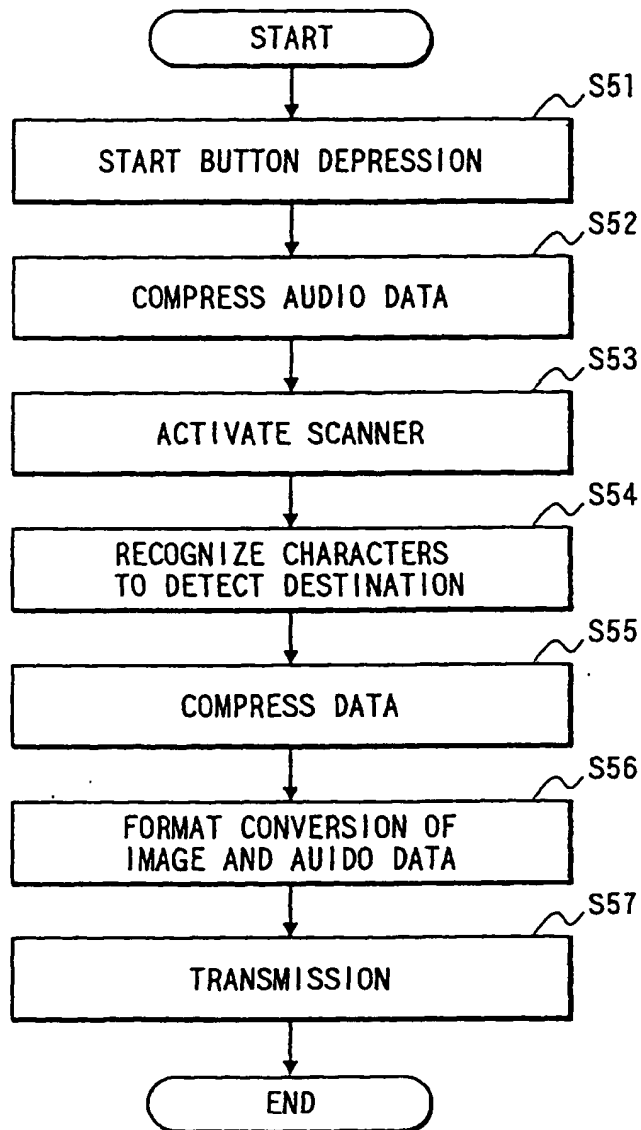 START
S51
START BUTTON DEPRESSION
S52
COMPRESS AUDIO DATA
S53
ACTIVATE SCANNER
S54
RECOGNIZE CHARACTERS
TO DETECT DESTINATION
S55
COMPRESS DATA
S56
FORMAT CONVERSION OF
IMAGE AND AUIDO DATA
S57
TRANSMISSION
END